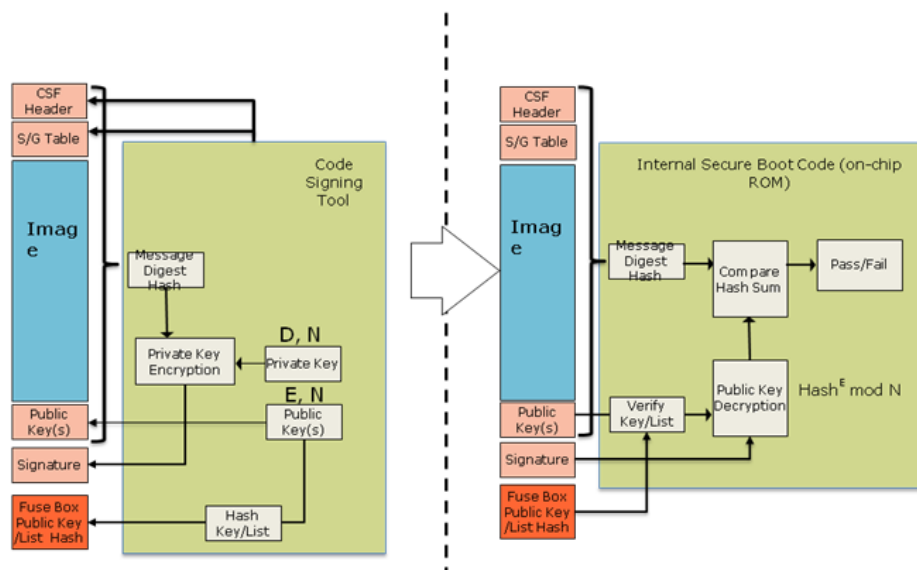 CSF
Header
S/G Table
Imag
e
Public
Key(s)
Signature
Fuse Box
Public Key
/List Hash
Code
Signing
Tool
Message
Digest
Hash
Private Key
Encryption
D, N
Private Key
E, N
Public
Key(s)
Hash
Key/List
CSF
Header
S/G Table
Imag
e
Public
Key(s)
Signature
Fuse Box
Public Key
/List Hash
Internal Secure Boot Code (on-chip
ROM)
Message
Digest Hash
Compare
Hash Sum
Pass/Fail
Verify
Key/List
Public Key
Decryption
Hash^E mod N